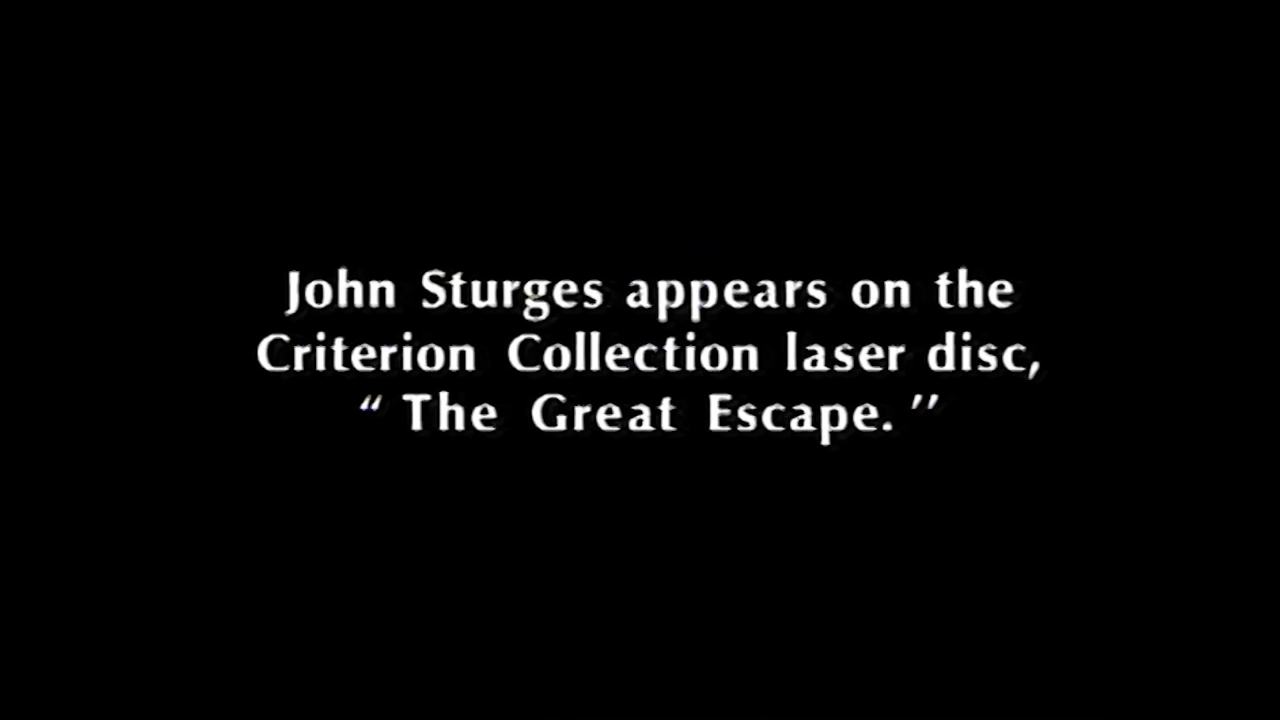 John Sturges appears on the
Criterion Collection laser disc,
“ The Great Escape. ”